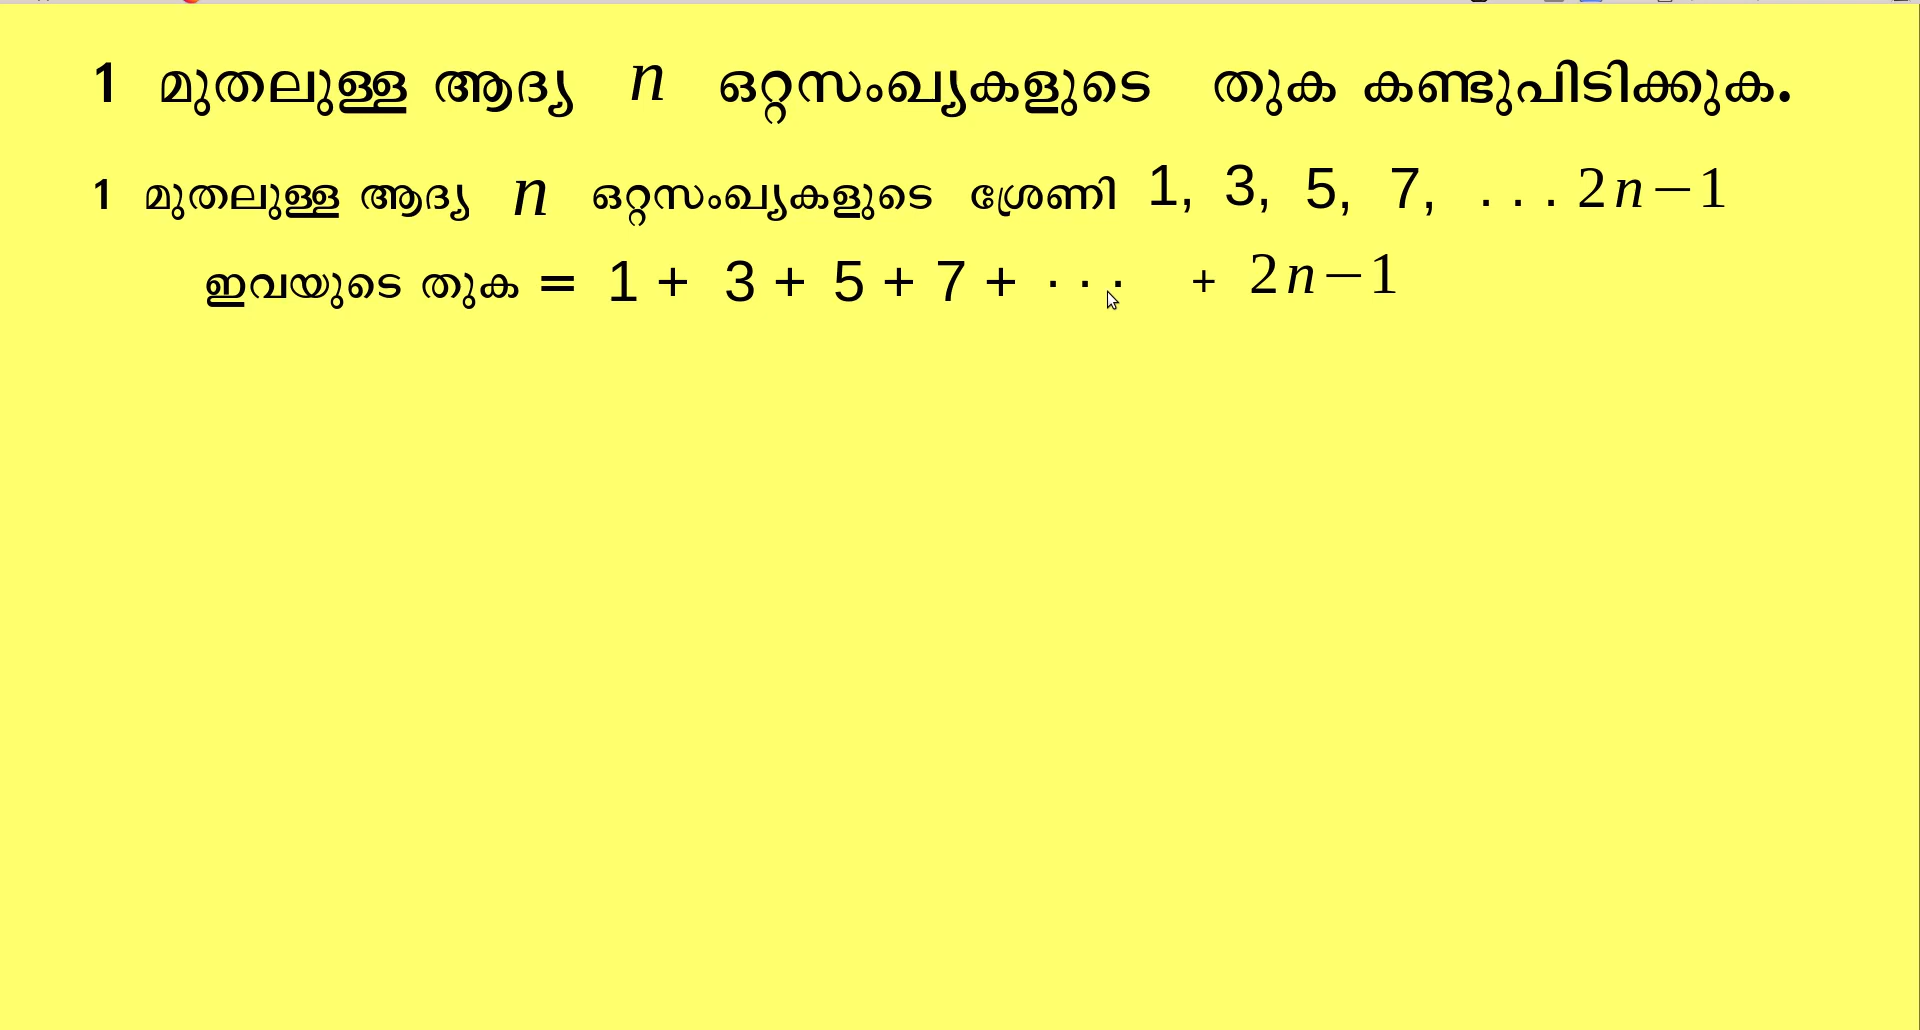 1 മുതലുള്ള ആദ്യ n ഒറ്റസംഖ്യകളുടെ തുക കണ്ടുപിടിക്കുക.
1 മുതലുള്ള ആദ്യ n ഒറ്റസംഖ്യകളുടെ ശ്രേണി 1, 3, 5, 7, . . . 2n−1
ഇവയുടെ തുക = 1 + 3 + 5 + 7 + · · · + 2n−1